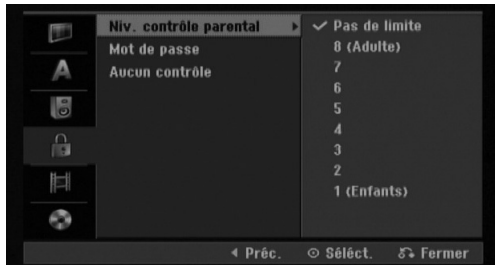 Niv. contrôle parental
Mot de passe
Aucun contrôle
Pas de limite
8 (Adulte)
7
6
5
4
3
2
1 (Enfants)
Préc.
Séléct.
Fermer